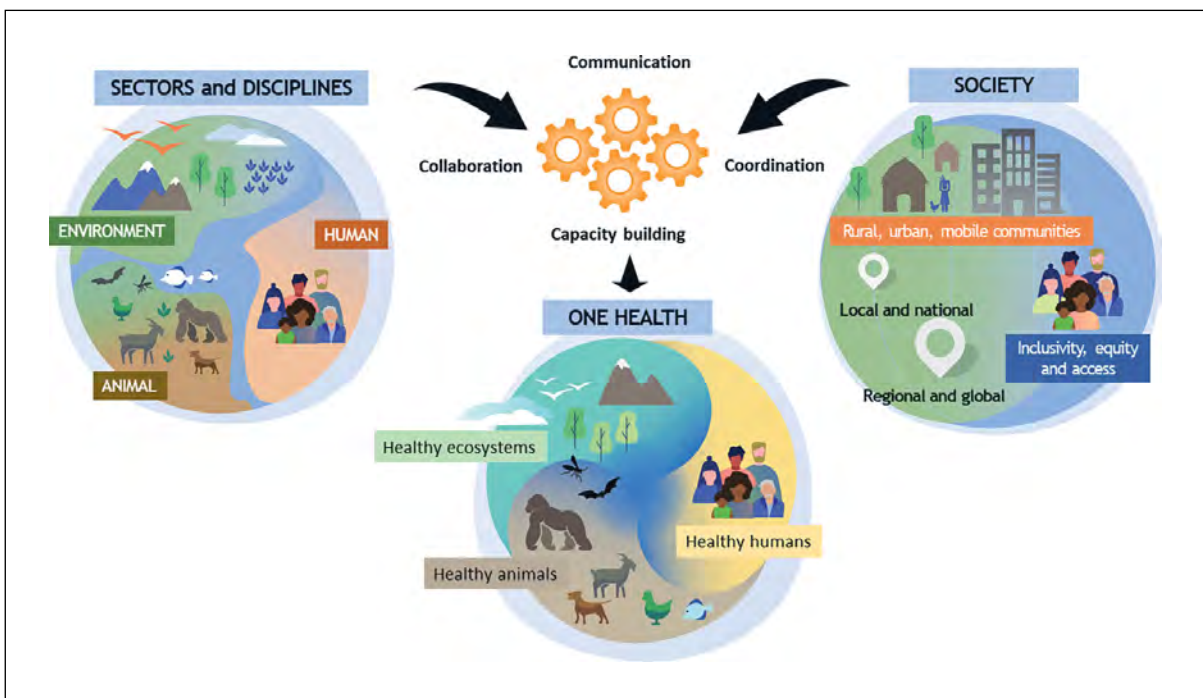 SECTORS and DISCIPLINES
ENVIRONMENT
HUMAN
ANIMAL
Communication
Collaboration
Coordination
Capacity building
SOCIETY
Rural, urban, mobile communities
Local and national
Inclusivity, equity
and access
Regional and global
ONE HEALTH
Healthy ecosystems
Healthy humans
Healthy animals